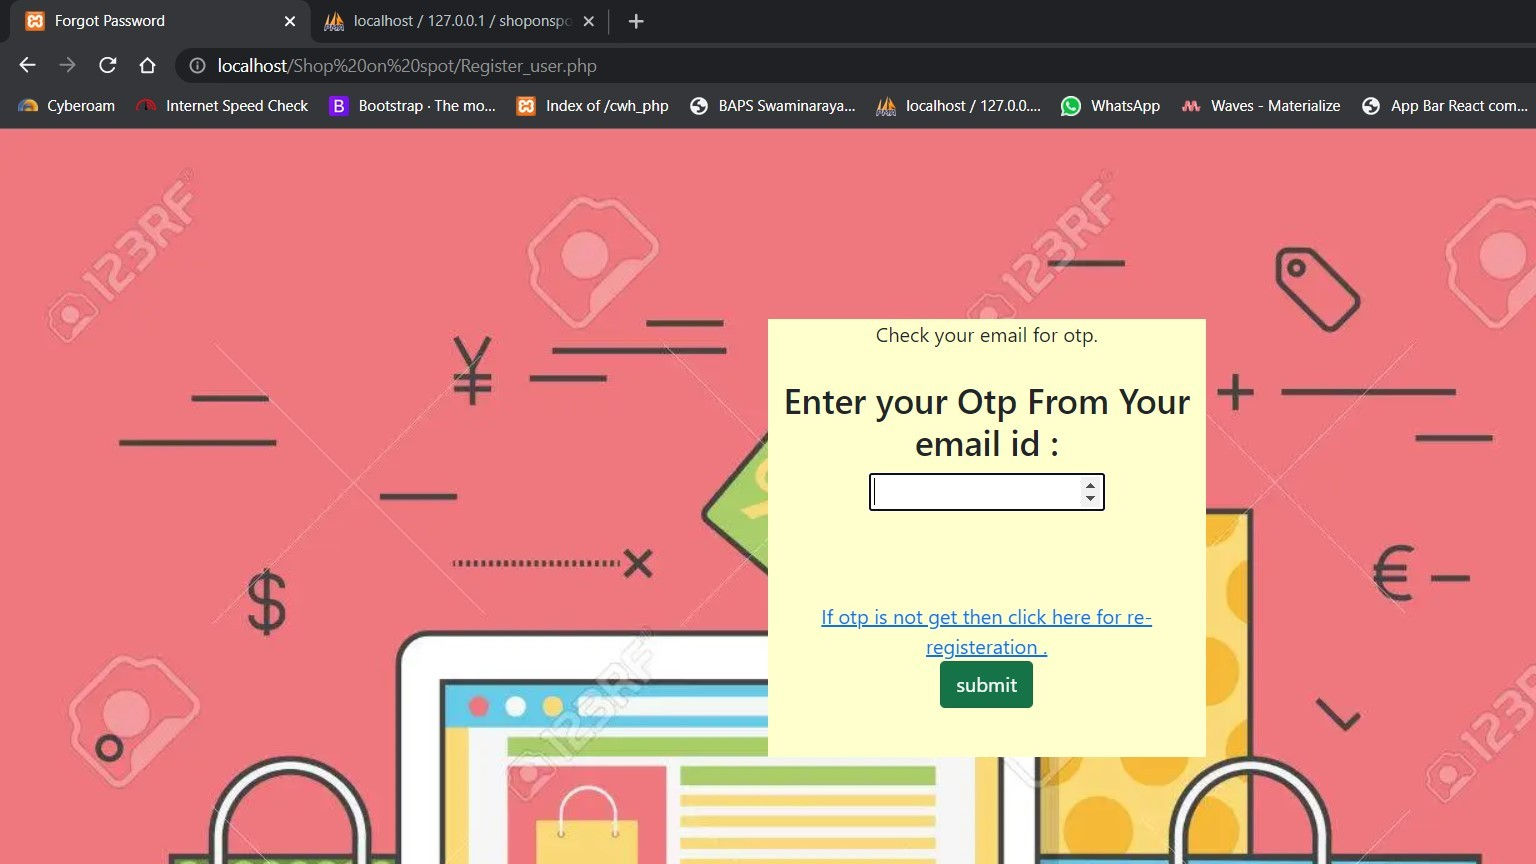 Forgot Password
localhost / 127.0.0.1 / shoponspo
localhost/Shop%20on%20spot/Register_user.php
Cyberoam
Internet Speed Check
Bootstrap · The mo...
Index of /cwh_php
BAPS Swaminaraya...
localhost / 127.0.0....
WhatsApp
Waves - Materialize
App Bar React com...
©123RF
©123RF
Check your email for otp.
Enter your Otp From Your
email id :
¥
$
€
If otp is not get then click here for re-
registeration .
submit
©123RF
©123RF